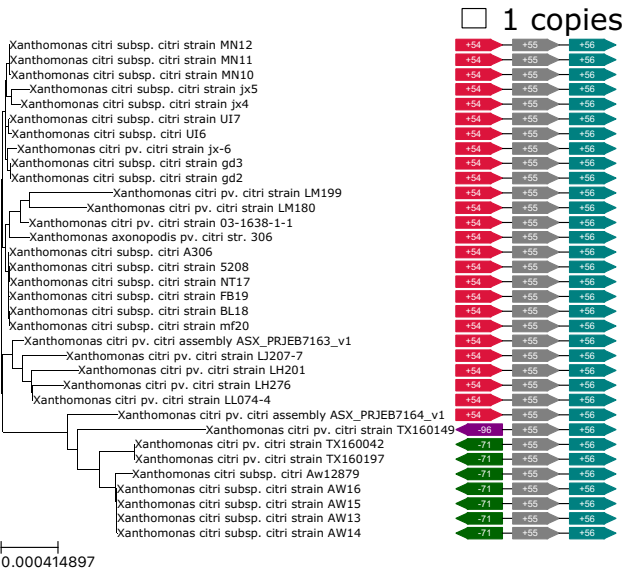 1 copies
Xanthomonas citri subsp. citri strain MN12 +54 +55 +56
Xanthomonas citri subsp. citri strain MN11 +54 +55 +56
Xanthomonas citri subsp. citri strain MN10 +54 +55 +56
Xanthomonas citri subsp. citri strain jx5 +54 +55 +56
Xanthomonas citri subsp. citri strain jx4 +54 +55 +56
Xanthomonas citri subsp. citri strain UI7 +54 +55 +56
Xanthomonas citri subsp. citri UI6 +54 +55 +56
Xanthomonas citri pv. citri strain jx-6 +54 +55 +56
Xanthomonas citri subsp. citri strain gd3 +54 +55 +56
Xanthomonas citri subsp. citri strain gd2 +54 +55 +56
Xanthomonas citri pv. citri strain LM199 +54 +55 +56
Xanthomonas citri pv. citri strain LM180 +54 +55 +56
Xanthomonas citri pv. citri strain 03-1638-1-1 +54 +55 +56
Xanthomonas axonopodis pv. citri str. 306 +54 +55 +56
Xanthomonas citri subsp. citri A306 +54 +55 +56
Xanthomonas citri subsp. citri strain 5208 +54 +55 +56
Xanthomonas citri subsp. citri strain NT17 +54 +55 +56
Xanthomonas citri subsp. citri strain FB19 +54 +55 +56
Xanthomonas citri subsp. citri strain BL18 +54 +55 +56
Xanthomonas citri subsp. citri strain mf20 +54 +55 +56
Xanthomonas citri pv. citri assembly ASX_PRJEB7163_v1 +54 +55 +56
Xanthomonas citri pv. citri strain LJ207-7 +54 +55 +56
Xanthomonas citri pv. citri strain LH201 +54 +55 +56
Xanthomonas citri pv. citri strain LH276 +54 +55 +56
Xanthomonas citri pv. citri strain LL074-4 +54 +55 +56
Xanthomonas citri pv. citri assembly ASX_PRJEB7164_v1 +54 +55 +56
Xanthomonas citri pv. citri strain TX160149 -96 +55 +56
Xanthomonas citri pv. citri strain TX160042 -71 +55 +56
Xanthomonas citri pv. citri strain TX160197 -71 +55 +56
Xanthomonas citri subsp. citri Aw12879 -71 +55 +56
Xanthomonas citri subsp. citri strain AW16 -71 +55 +56
Xanthomonas citri subsp. citri strain AW15 -71 +55 +56
Xanthomonas citri subsp. citri strain AW13 -71 +55 +56
Xanthomonas citri subsp. citri strain AW14 -71 +55 +56
0.000414897